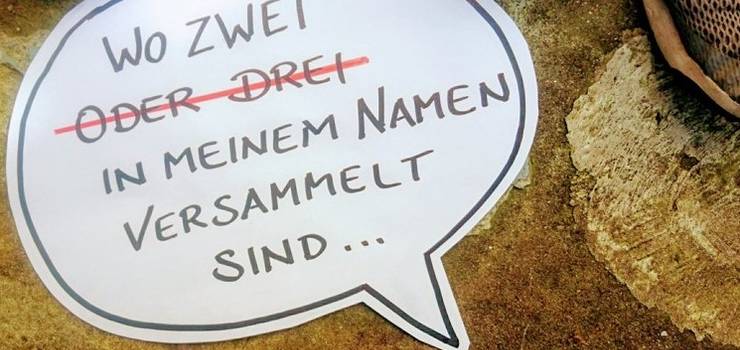 WO ZWEI
ODER DREI
IN MEINEM NAMEN
VERSAMMELT
SIND ...